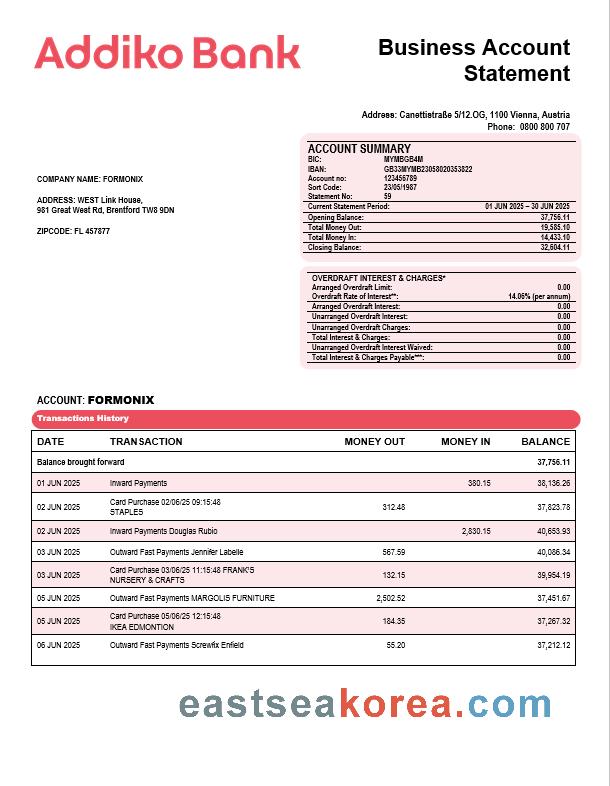 Addiko Bank
Business Account
Statement
Address: Canettistraße 5/12.OG, 1100 Vienna, Austria
Phone: 0800 800 707
COMPANY NAME: FORMONIX
ADDRESS: WEST Link House,
981 Great West Rd, Brentford TW8 9DN
ZIPCODE: FL 457877
ACCOUNT SUMMARY
BIC: MYMBGB4M
IBAN: GB33MYMB23058020353822
Account no: 123456789
Sort Code: 23/05/1987
Statement No: 59
Current Statement Period: 01 JUN 2025 – 30 JUN 2025
Opening Balance: 37,756.11
Total Money Out: 19,585.10
Total Money In: 14,433.10
Closing Balance: 32,604.11
OVERDRAFT INTEREST & CHARGES*
Arranged Overdraft Limit: 0.00
Overdraft Rate of Interest**: 14.06% (per annum)
Arranged Overdraft Interest: 0.00
Unarranged Overdraft Interest: 0.00
Unarranged Overdraft Charges: 0.00
Total Interest & Charges: 0.00
Unarranged Overdraft Interest Waived: 0.00
Total Interest & Charges Payable***: 0.00
ACCOUNT: FORMONIX
Transactions History
DATE TRANSACTION MONEY OUT MONEY IN BALANCE
Balance brought forward 37,756.11
01 JUN 2025 Inward Payments 380.15 38,136.26
02 JUN 2025 Card Purchase 02/06/25 09:15:48 312.48 37,823.78
STAPLES
02 JUN 2025 Inward Payments Douglas Rubio 2,830.15 40,653.93
03 JUN 2025 Outward Fast Payments Jennifer Labelle 567.59 40,086.34
03 JUN 2025 Card Purchase 03/06/25 11:15:48 FRANK'S 132.15 39,954.19
NURSERY & CRAFTS
05 JUN 2025 Outward Fast Payments MARGOLIS FURNITURE 2,502.52 37,451.67
05 JUN 2025 Card Purchase 05/06/25 12:15:48 184.35 37,267.32
IKEA EDMONTION
06 JUN 2025 Outward Fast Payments Screwfix Enfield 55.20 37,212.12
eastseakorea.com